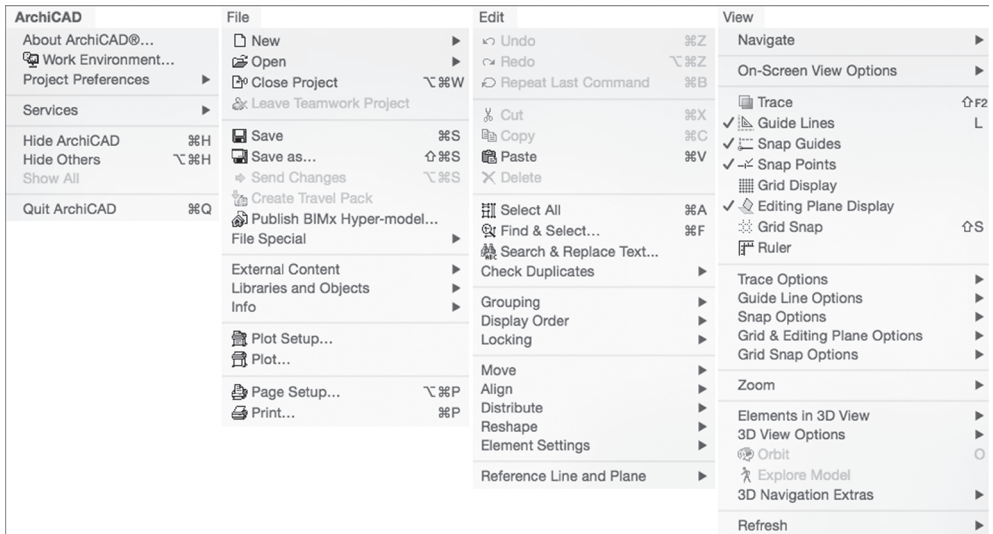 ArchiCAD
About ArchiCAD®...
Work Environment...
Project Preferences ▶
Services ▶
Hide ArchiCAD ⌘H
Hide Others ⌥⌘H
Show All
Quit ArchiCAD ⌘Q
File
New ▶
Open ▶
Close Project ⌥⌘W
Leave Teamwork Project
Save ⌘S
Save as... ⇧⌘S
Send Changes ⌥⌘S
Create Travel Pack
Publish BIMx Hyper-model...
File Special ▶
External Content ▶
Libraries and Objects ▶
Info ▶
Plot Setup...
Plot...
Page Setup... ⌥⌘P
Print... ⌘P
Edit
Undo ⌘Z
Redo ⌥⌘Z
Repeat Last Command ⌘B
Cut ⌘X
Copy ⌘C
Paste ⌘V
Delete
Select All ⌘A
Find & Select... ⌘F
Search & Replace Text...
Check Duplicates ▶
Grouping ▶
Display Order ▶
Locking ▶
Move ▶
Align ▶
Distribute ▶
Reshape ▶
Element Settings ▶
Reference Line and Plane ▶
View
Navigate ▶
On-Screen View Options ▶
Trace ⇧F2
✓ Guide Lines L
✓ Snap Guides
✓ Snap Points
Grid Display
✓ Editing Plane Display
Grid Snap ⇧S
Ruler
Trace Options ▶
Guide Line Options ▶
Snap Options ▶
Grid & Editing Plane Options ▶
Grid Snap Options ▶
Zoom ▶
Elements in 3D View ▶
3D View Options ▶
Orbit O
Explore Model
3D Navigation Extras ▶
Refresh ▶